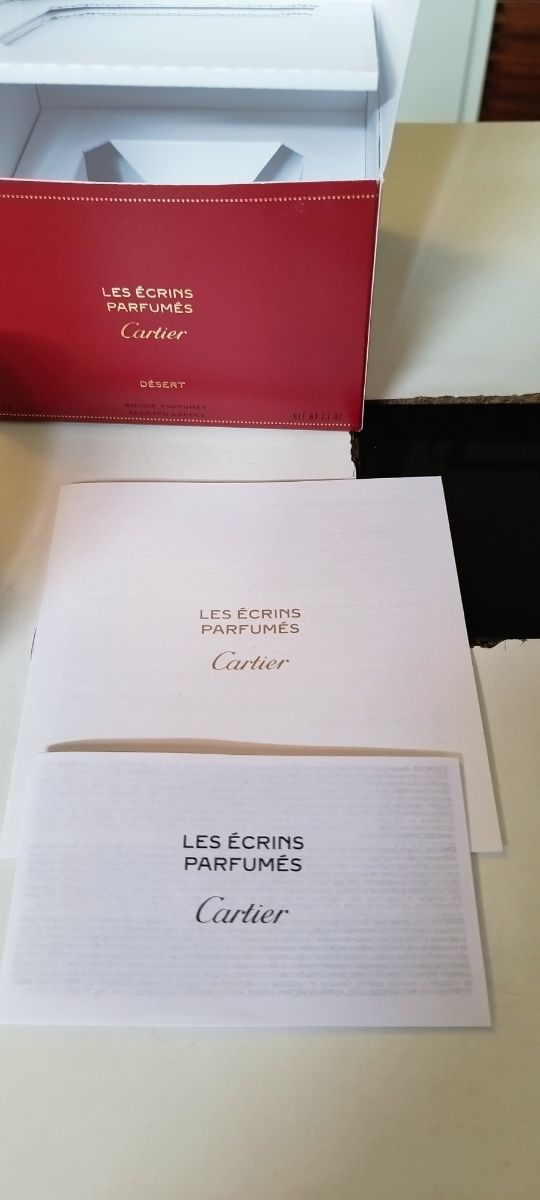 LES ÉCRINS
PARFUMÉS
Cartier
DÉSERT
BOUGIE PARFUMÉE
SCENTED CANDLE
LES ÉCRINS
PARFUMÉS
Cartier
LES ÉCRINS
PARFUMÉS
Cartier